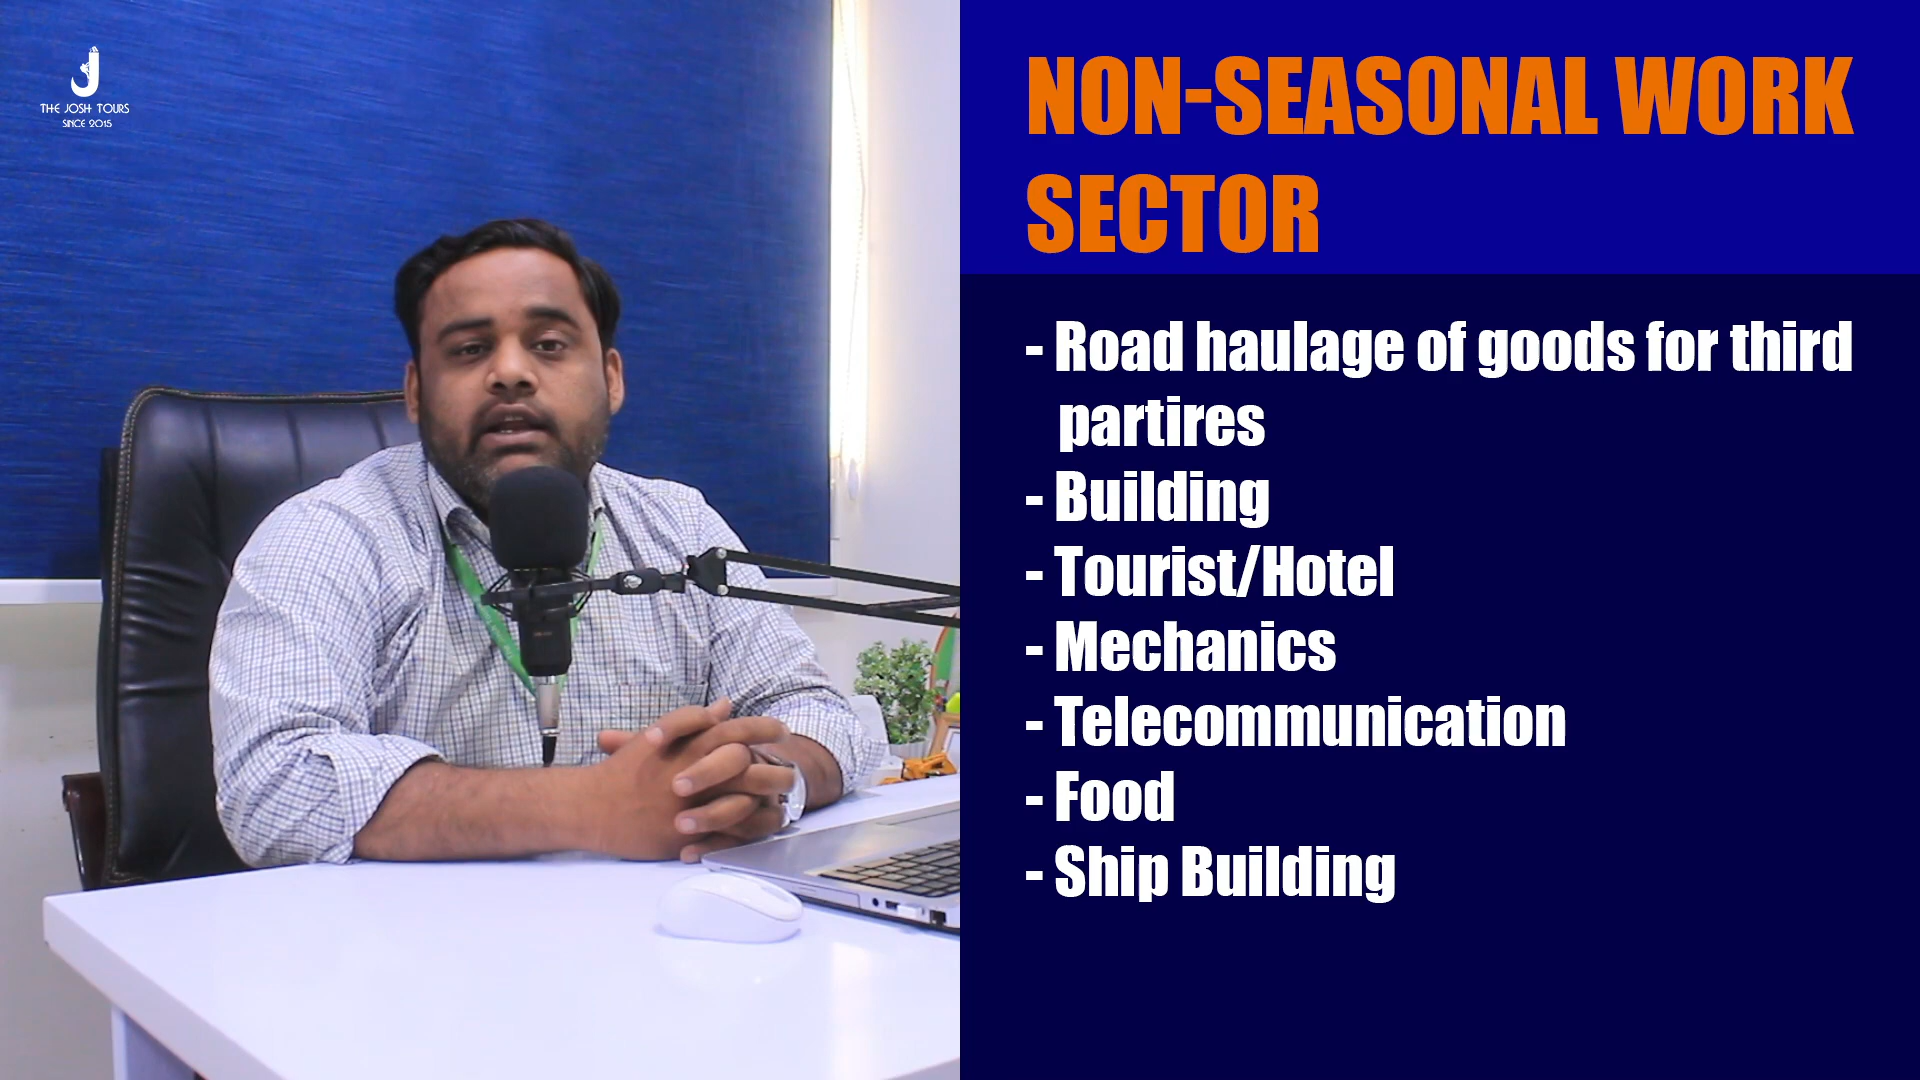 THE JOSH TOURS
SINCE 2015
NON-SEASONAL WORK
SECTOR
- Road haulage of goods for third
partires
- Building
- Tourist/Hotel
- Mechanics
- Telecommunication
- Food
- Ship Building